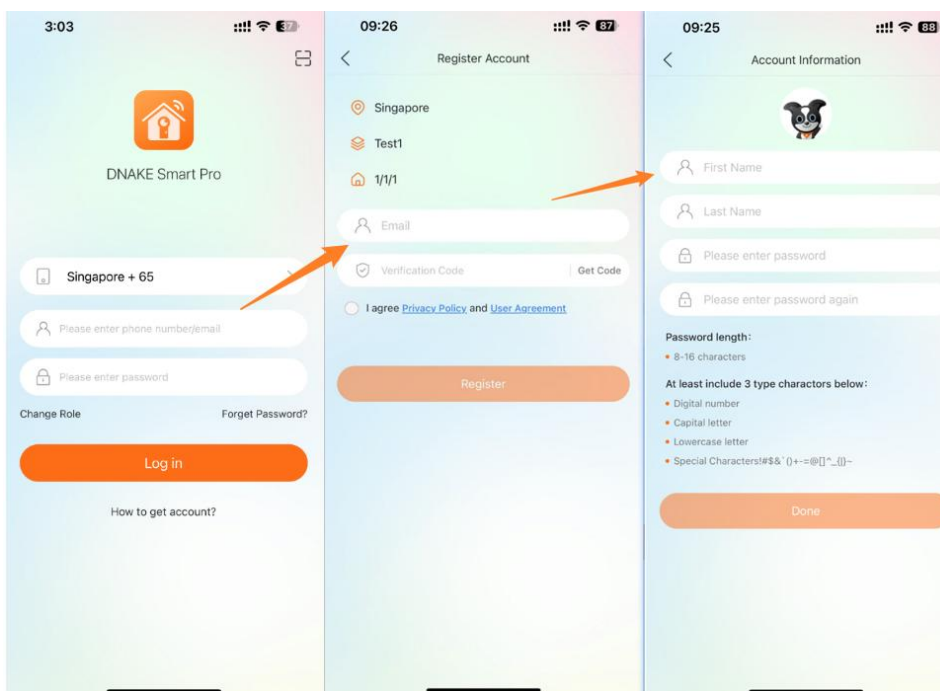 3:03
37
DNAKE Smart Pro
Singapore + 65
Please enter phone number/email
Please enter password
Change Role
Forget Password?
Log in
How to get account?
09:26
87
Register Account
Singapore
Test1
1/1/1
Email
Verification Code
Get Code
I agree Privacy Policy and User Agreement
Register
09:25
88
Account Information
First Name
Last Name
Please enter password
Please enter password again
Password length:
• 8-16 characters
At least include 3 type charactors below:
• Digital number
• Capital letter
• Lowercase letter
• Special Characters!#$&`()+-=@[]^_{|}~
Done